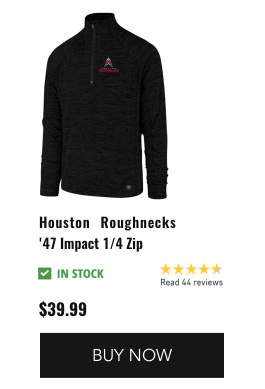 Houston Roughnecks
'47 Impact 1/4 Zip
IN STOCK
Read 44 reviews
$39.99
BUY NOW